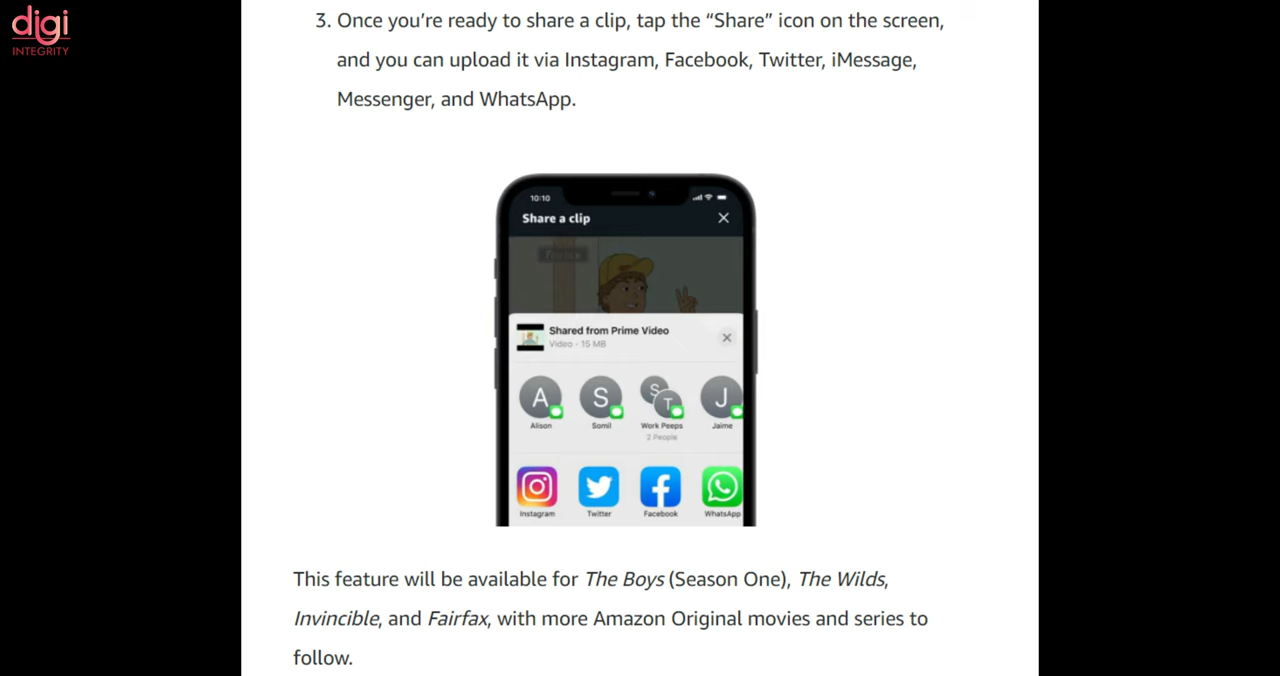 digi
INTEGRITY
3. Once you’re ready to share a clip, tap the “Share” icon on the screen,
and you can upload it via Instagram, Facebook, Twitter, iMessage,
Messenger, and WhatsApp.
10:10
Share a clip
Shared from Prime Video
Video - 15 MB
A S S T J
Alison Somil Work Peeps Jaime
2 People
Instagram Twitter Facebook WhatsApp
This feature will be available for The Boys (Season One), The Wilds,
Invincible, and Fairfax, with more Amazon Original movies and series to
follow.